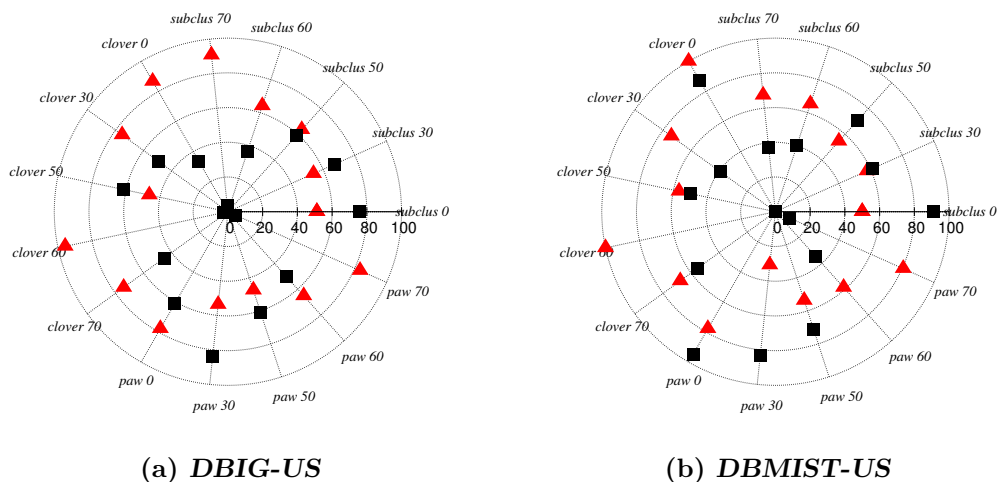 subclus 70
subclus 60
clover 0
subclus 50
clover 30
subclus 30
clover 50
subclus 0
0 20 40 60 80 100
clover 60
paw 70
clover 70
paw 60
paw 0
paw 50
paw 30
(a) DBIG-US
subclus 70
subclus 60
clover 0
subclus 50
clover 30
subclus 30
clover 50
subclus 0
0 20 40 60 80 100
clover 60
paw 70
clover 70
paw 60
paw 0
paw 50
paw 30
(b) DBMIST-US